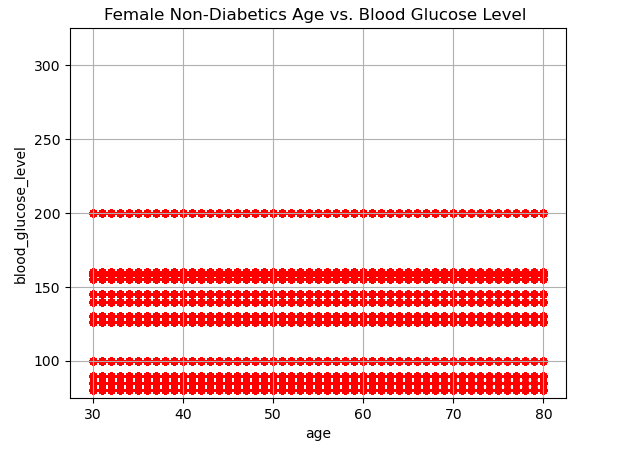 Female Non-Diabetics Age vs. Blood Glucose Level
300
250
200
150
100
blood_glucose_level
30 40 50 60 70 80
age